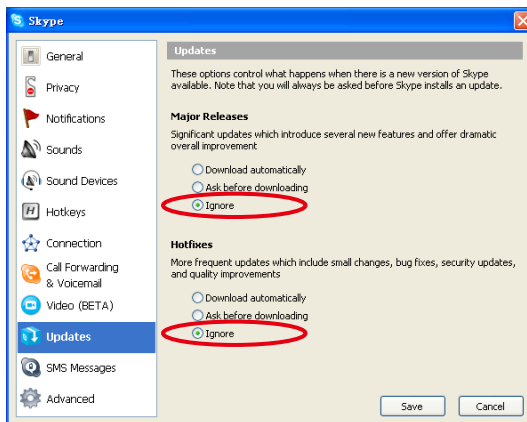 Skype
General
Privacy
Notifications
Sounds
Sound Devices
Hotkeys
Connection
Call Forwarding
& Voicemail
Video (BETA)
Updates
SMS Messages
Advanced
Updates
These options control what happens when there is a new version of Skype
available. Note that you will always be asked before Skype installs an update.
Major Releases
Significant updates which introduce several new features and offer dramatic
overall improvement
Download automatically
Ask before downloading
Ignore
Hotfixes
More frequent updates which include small changes, bug fixes, security updates,
and quality improvements
Download automatically
Ask before downloading
Ignore
Save
Cancel